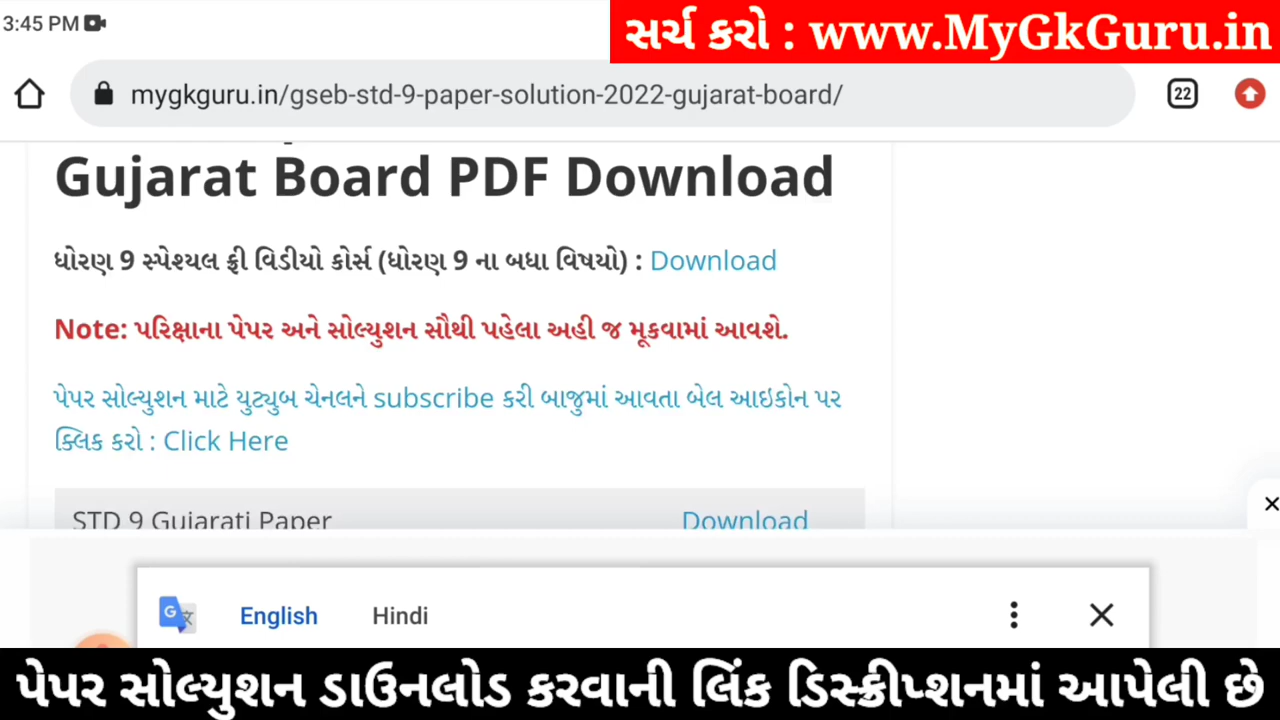 3:45 PM
સર્ચ કરો : www.MyGkGuru.in
mygkguru.in/gseb-std-9-paper-solution-2022-gujarat-board/
22
Gujarat Board PDF Download
ધોરણ 9 સ્પેશ્યલ ફ્રી વિડીયો કોર્સ (ધોરણ 9 ના બધા વિષયો) : Download
Note: પરિક્ષાના પેપર અને સોલ્યુશન સૌથી પહેલા અહી જ મૂકવામાં આવશે.
પેપર સોલ્યુશન માટે યુટ્યુબ ચેનલને subscribe કરી બાજુમાં આવતા બેલ આઇકોન પર
ક્લિક કરો : Click Here
STD 9 Gujarati Paper Download
English Hindi
પેપર સોલ્યુશન ડાઉનલોડ કરવાની લિંક ડિસ્ક્રીપ્શનમાં આપેલી છે